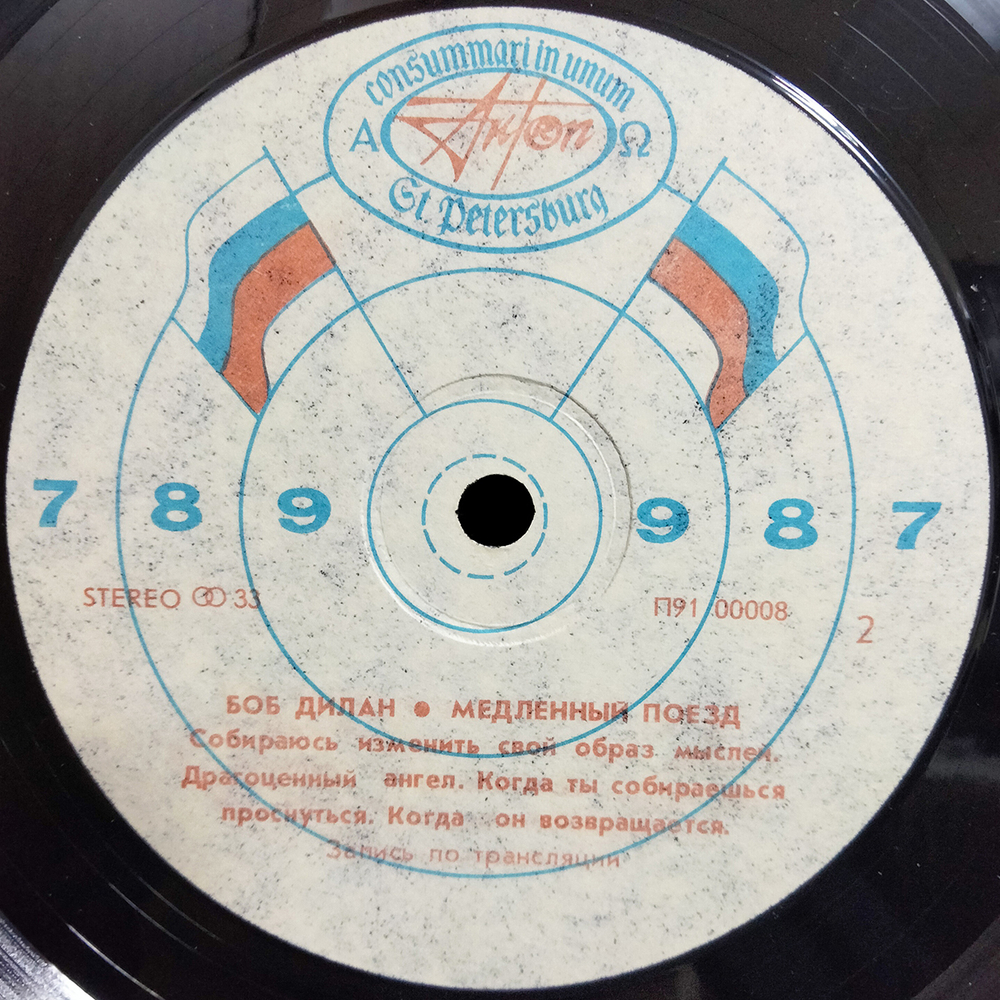 consummari in unum
Α Антоп Ω
St Petersburg
7 8 9 9 8 7
STEREO 33
П91 00008
2
БОБ ДИЛАН • МЕДЛЕННЫЙ ПОЕЗД
Собираюсь изменить свой образ мыслей.
Драгоценный ангел. Когда ты собираешься
проснуться. Когда он возвращается.
Запись по трансляции